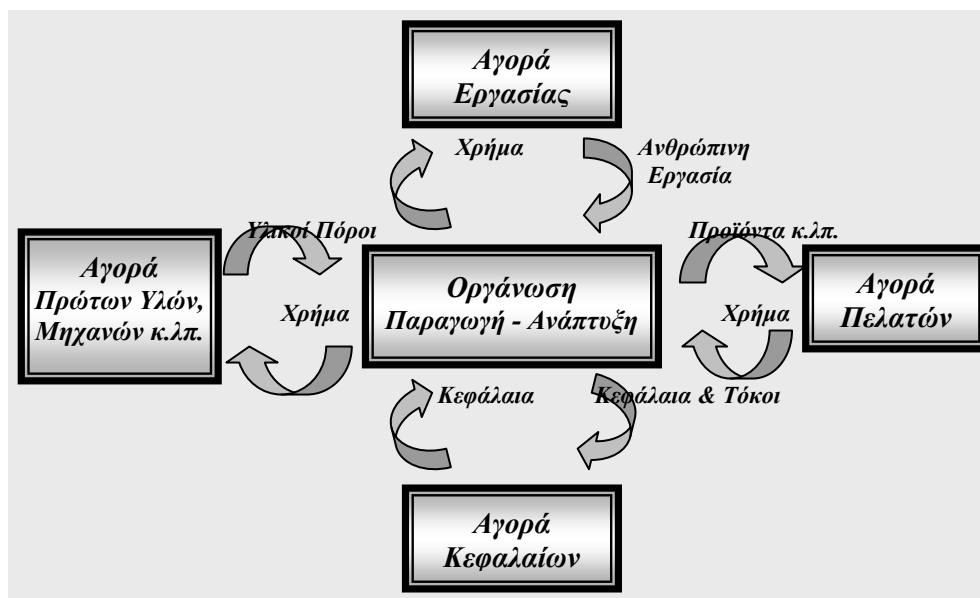 Αγορά
Εργασίας
Χρήμα
Ανθρώπινη
Εργασία
Υλικοί Πόροι
Προϊόντα κ.λπ.
Αγορά
Πρώτων Υλών,
Μηχανών κ.λπ.
Χρήμα
Οργάνωση
Παραγωγή - Ανάπτυξη
Χρήμα
Αγορά
Πελατών
Κεφάλαια
Κεφάλαια & Τόκοι
Αγορά
Κεφαλαίων